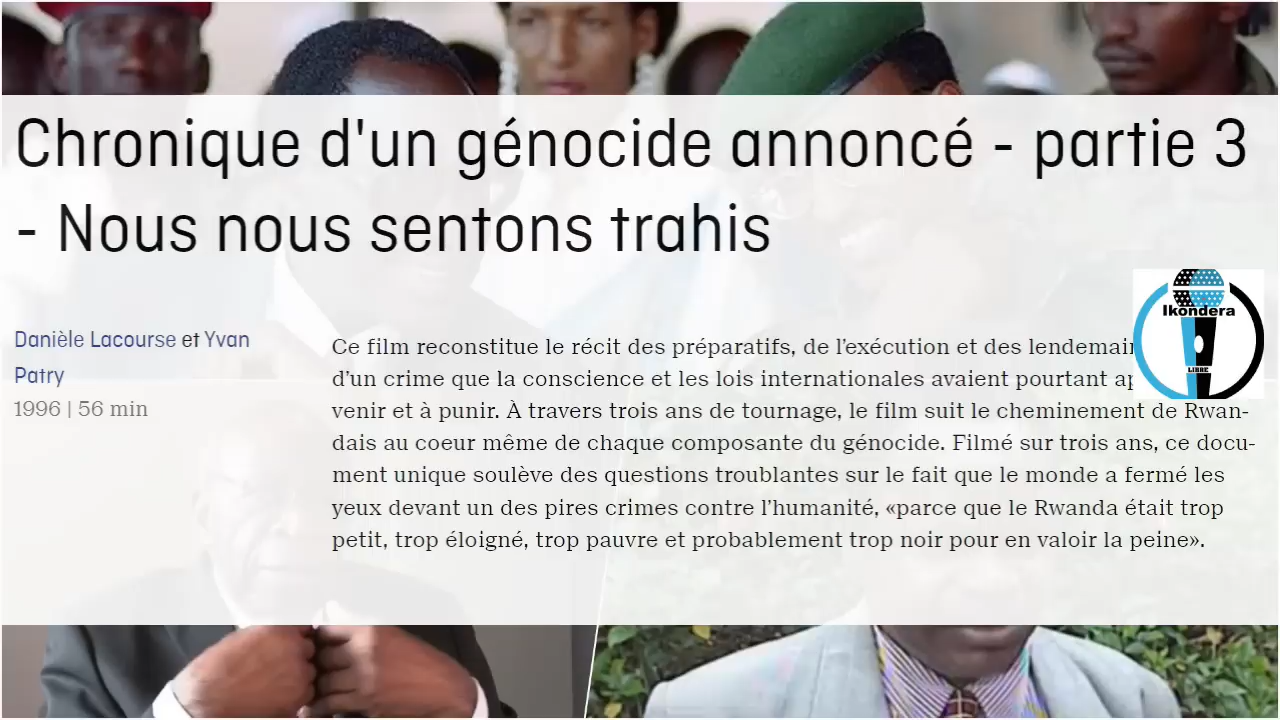 Chronique d'un génocide annoncé - partie 3
- Nous nous sentons trahis
Danièle Lacourse et Yvan
Patry
1996 | 56 min
Ce film reconstitue le récit des préparatifs, de l'exécution et des
d'un crime que la conscience et les lois internationales avaient pourtant
venir et à punir. À travers trois ans de tournage, le film suit le cheminement de Rwan-
dais au coeur même de chaque composante du génocide. Filmé sur trois ans, ce docu-
ment unique soulève des questions troublantes sur le fait que le monde a fermé les
yeux devant un des pires crimes contre l'humanité, «parce que le Rwanda était trop
petit, trop éloigné, trop pauvre et probablement trop noir pour en valoir la peine».
Ikondera
LIBRE